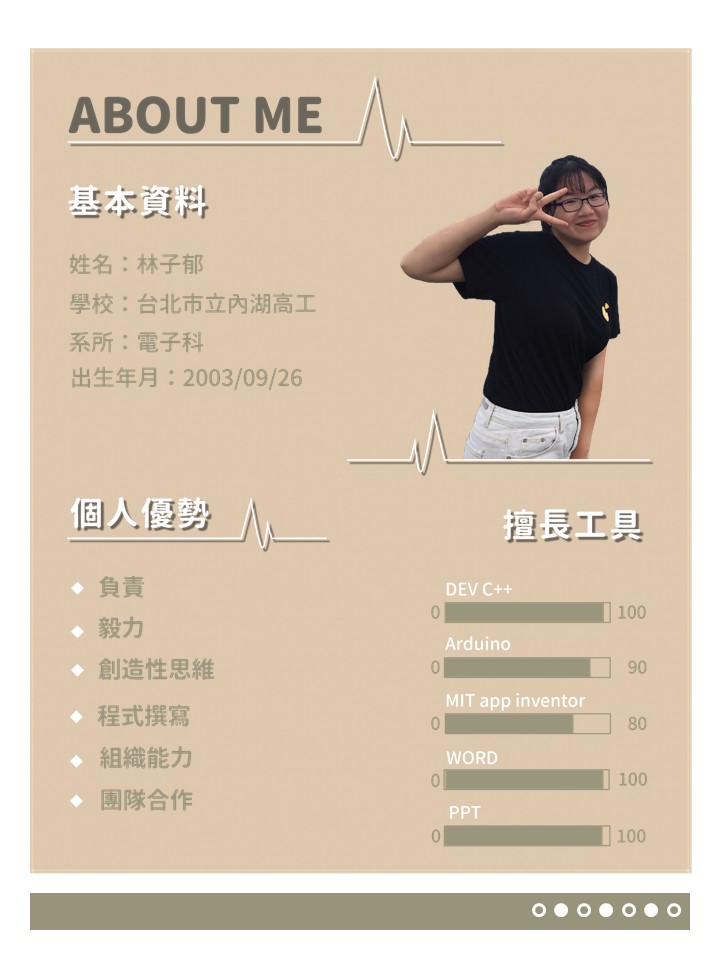 ABOUT ME
基本資料
姓名：林子郁
學校：台北市立內湖高工
系所：電子科
出生年月：2003/09/26
個人優勢
負責
毅力
創造性思維
程式撰寫
組織能力
團隊合作
擅長工具
DEV C++
0 100
Arduino
0 90
MIT app inventor
0 80
WORD
0 100
PPT
0 100